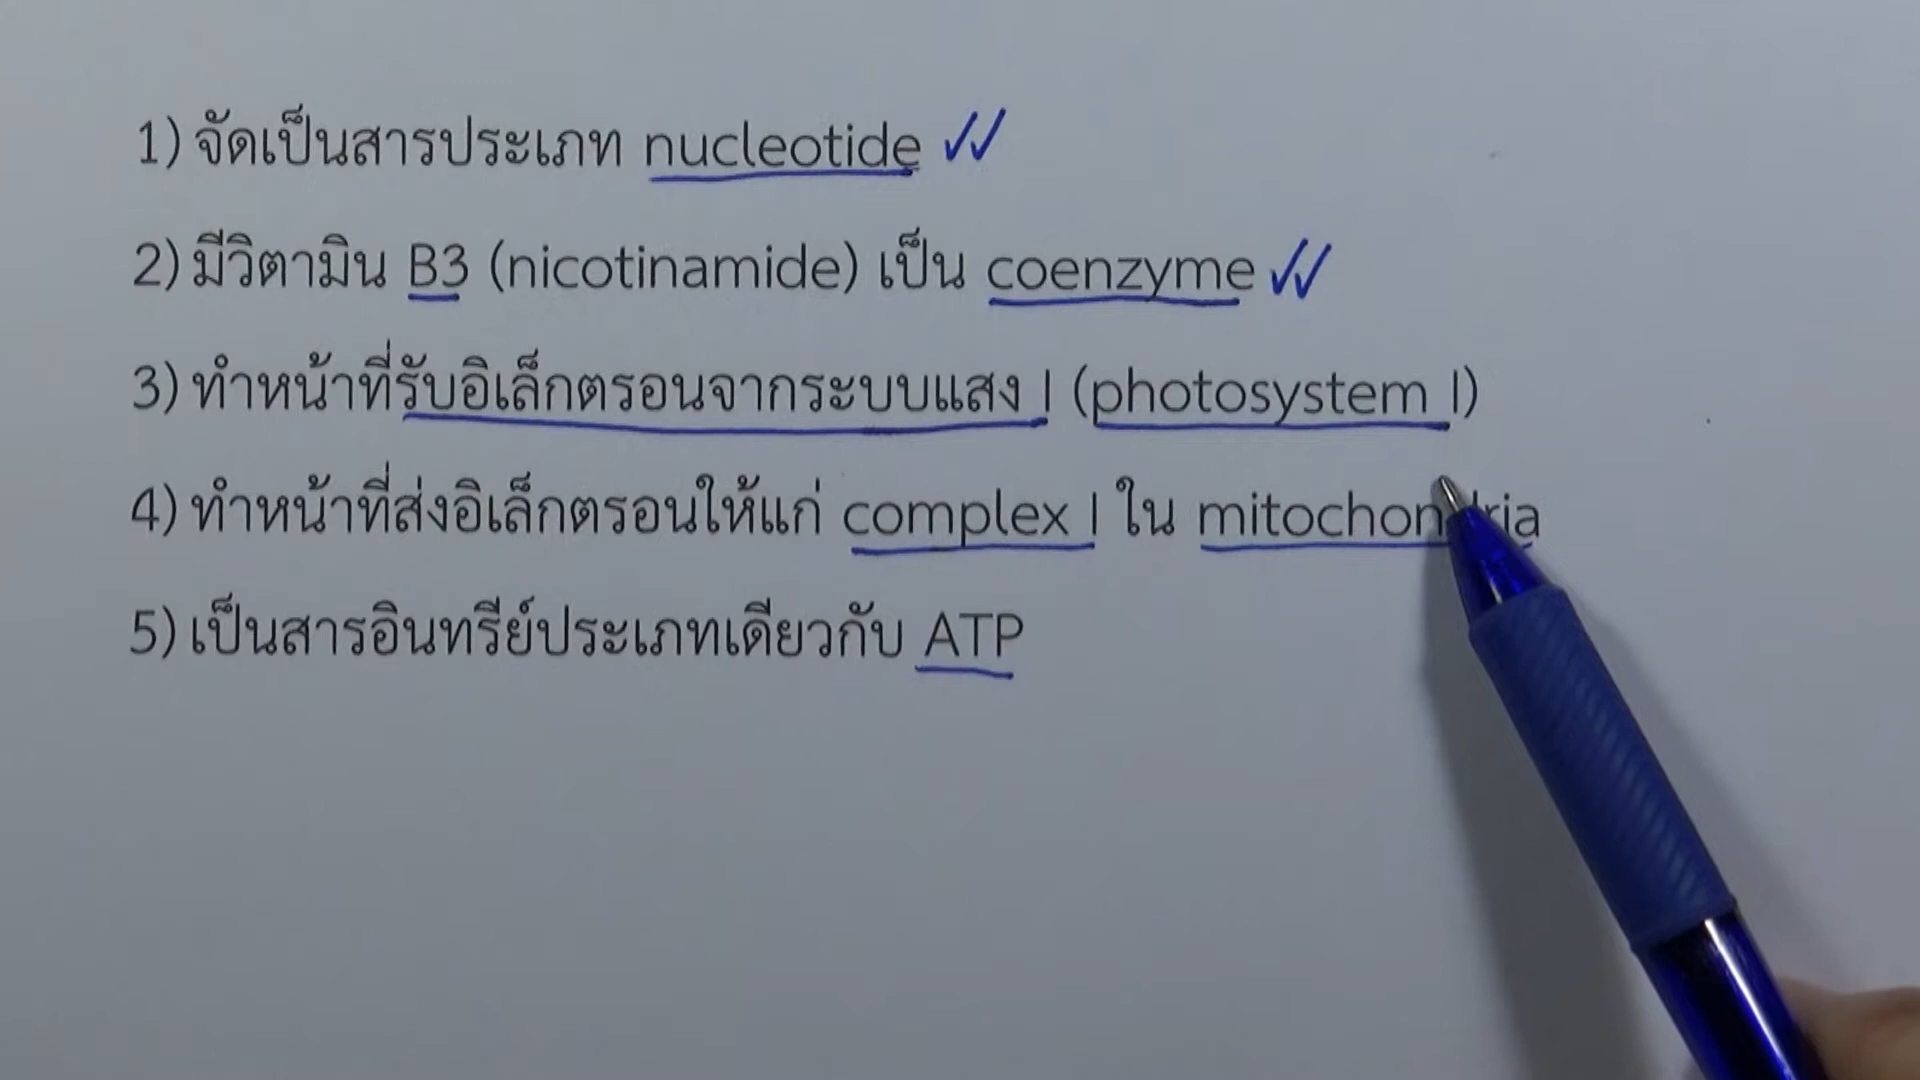 1) จัดเป็นสารประเภท nucleotide
2) มีวิตามิน B3 (nicotinamide) เป็น coenzyme
3) ทำหน้าที่รับอิเล็กตรอนจากระบบแสง I (photosystem I)
4) ทำหน้าที่ส่งอิเล็กตรอนให้แก่ complex I ใน mitochondria
5) เป็นสารอินทรีย์ประเภทเดียวกับ ATP